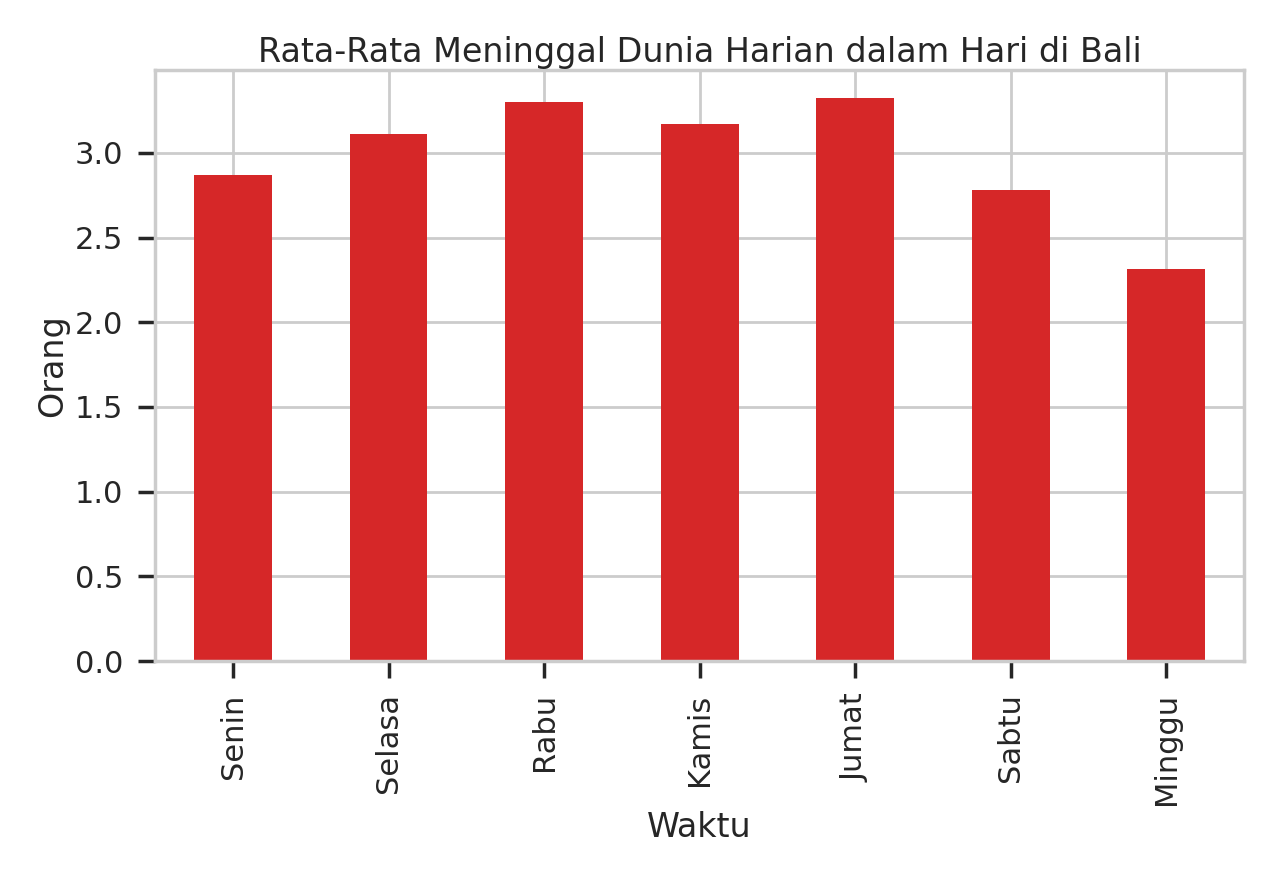 Rata-Rata Meninggal Dunia Harian dalam Hari di Bali
Orang
3.0
2.5
2.0
1.5
1.0
0.5
0.0
Senin
Selasa
Rabu
Kamis
Jumat
Sabtu
Minggu
Waktu